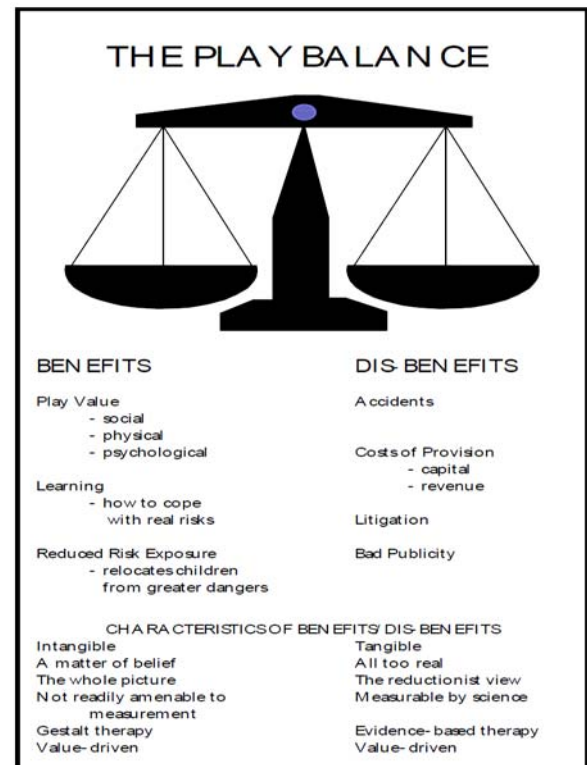 THE PLAY BALANCE
BENEFITS
Play Value
- social
- physical
- psychological
Learning
- how to cope
with real risks
Reduced Risk Exposure
- relocates children
from greater dangers
DIS-BENEFITS
Accidents
Costs of Provision
- capital
- revenue
Litigation
Bad Publicity
CHARACTERISTICS OF BENEFITS/DIS-BENEFITS
Intangible
A matter of belief
The whole picture
Not readily amenable to
measurement
Gestalt therapy
Value-driven
Tangible
All too real
The reductionist view
Measurable by science
Evidence-based therapy
Value-driven